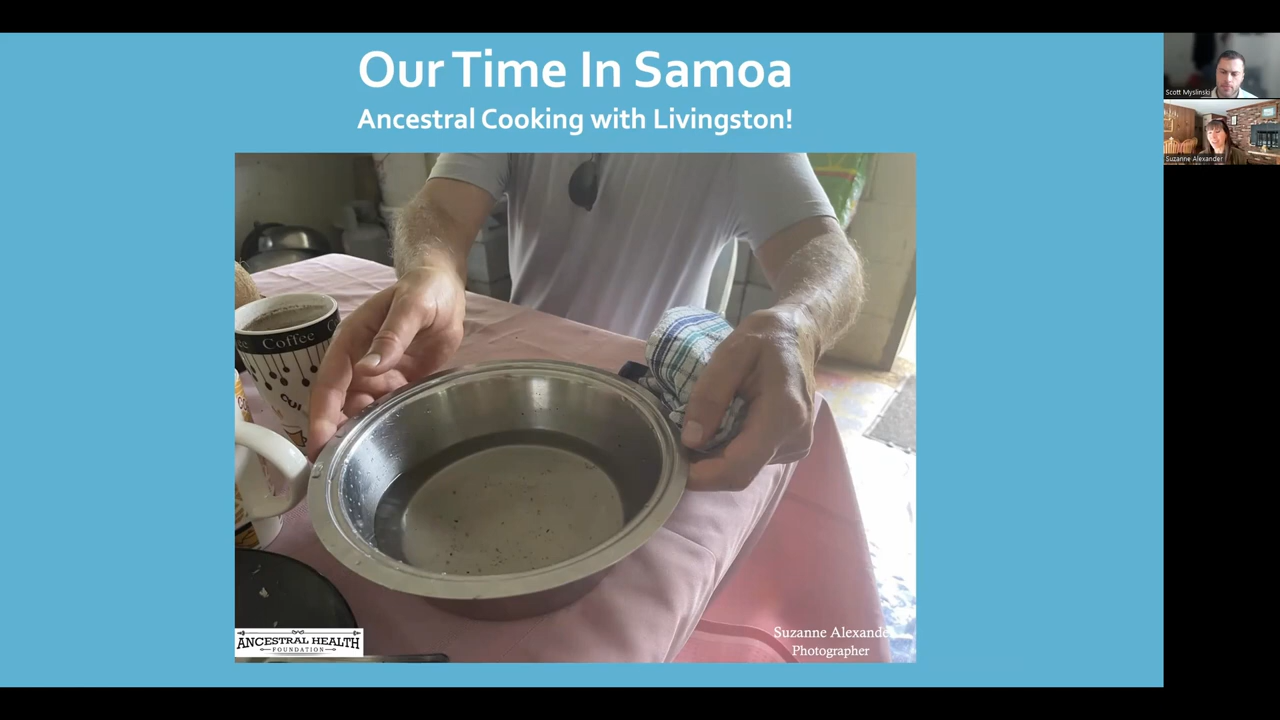 Our Time In Samoa
Ancestral Cooking with Livingston!
Scott Myslinski
Suzanne Alexander
Coffee
ANCESTRAL HEALTH
FOUNDATION
Suzanne Alexander
Photographer